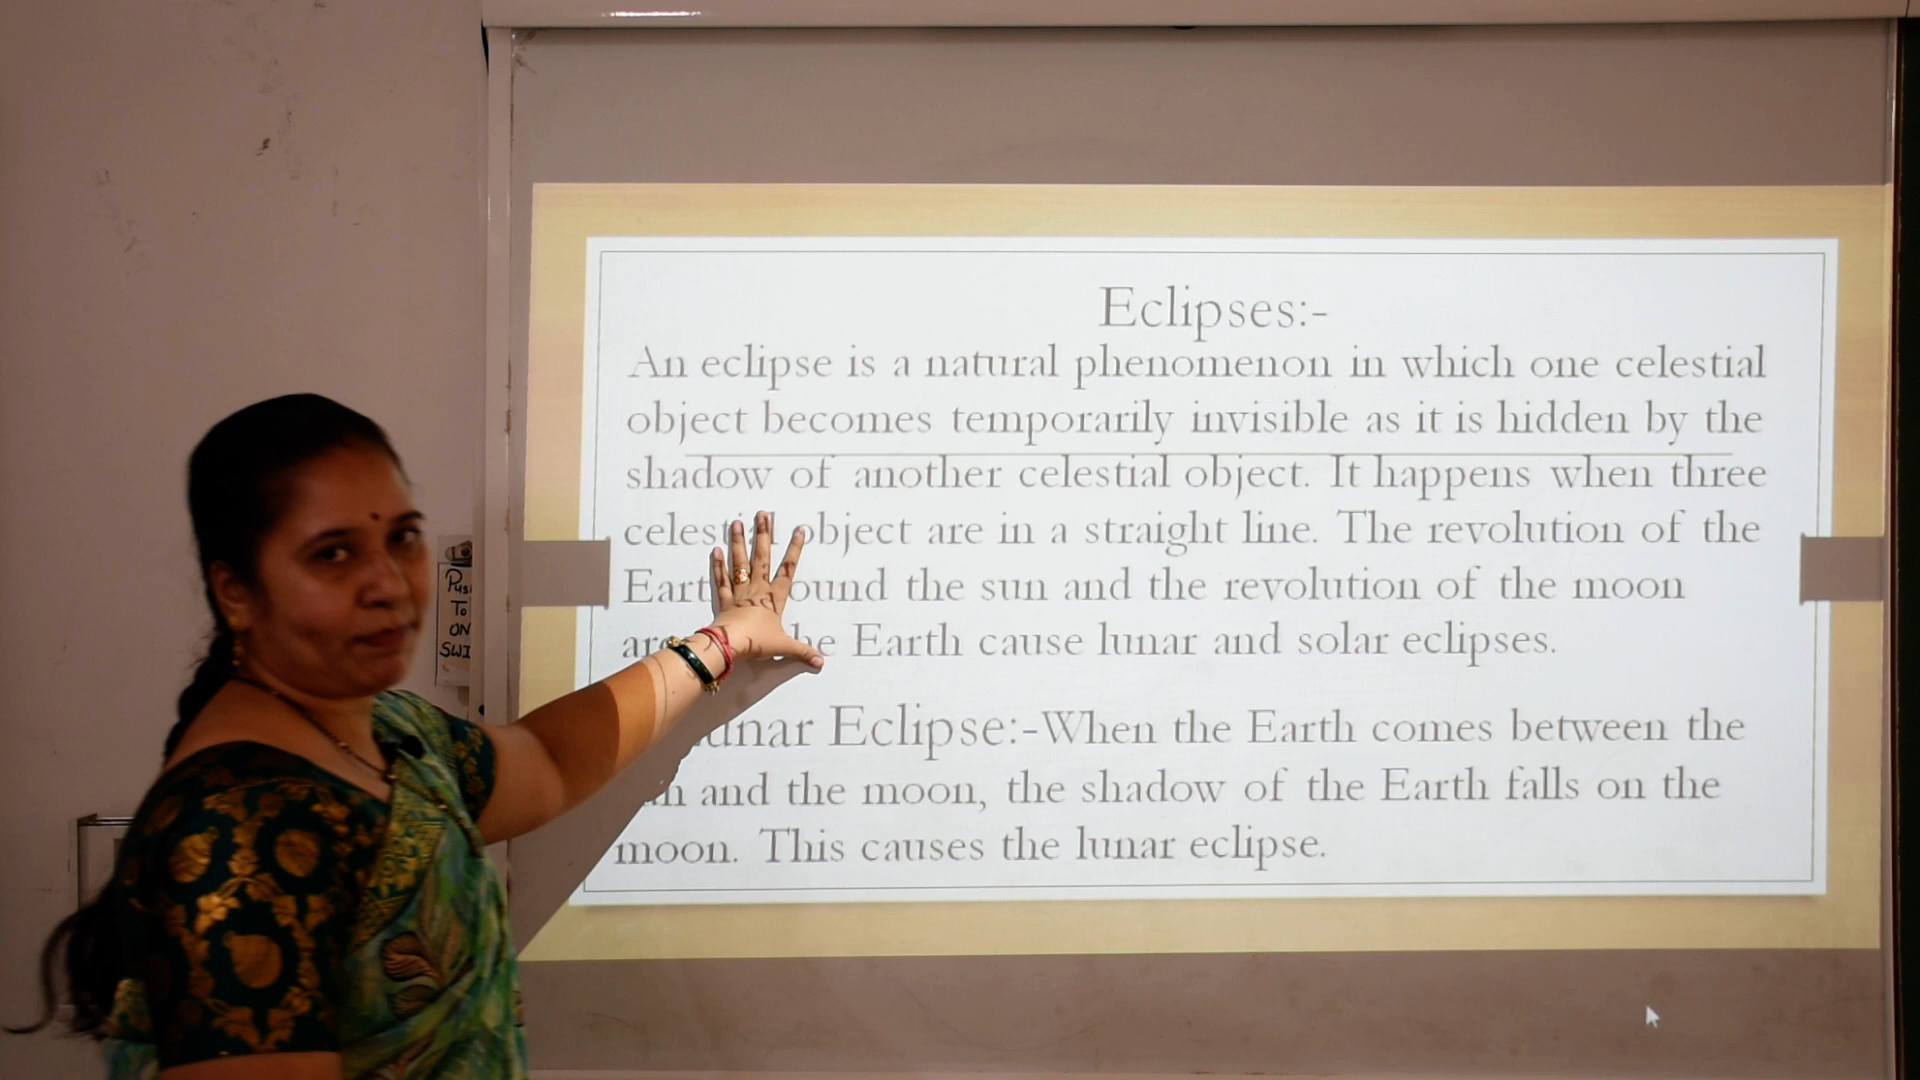 Eclipses:-
An eclipse is a natural phenomenon in which one celestial
object becomes temporarily invisible as it is hidden by the
shadow of another celestial object. It happens when three
celestial object are in a straight line. The revolution of the
the sun and the revolution of the moon
Earth cause lunar and solar eclipses.
Eclipse:-When the Earth comes between the
and the moon, the shadow of the Earth falls on the
moon. This causes the lunar eclipse.
To
ON